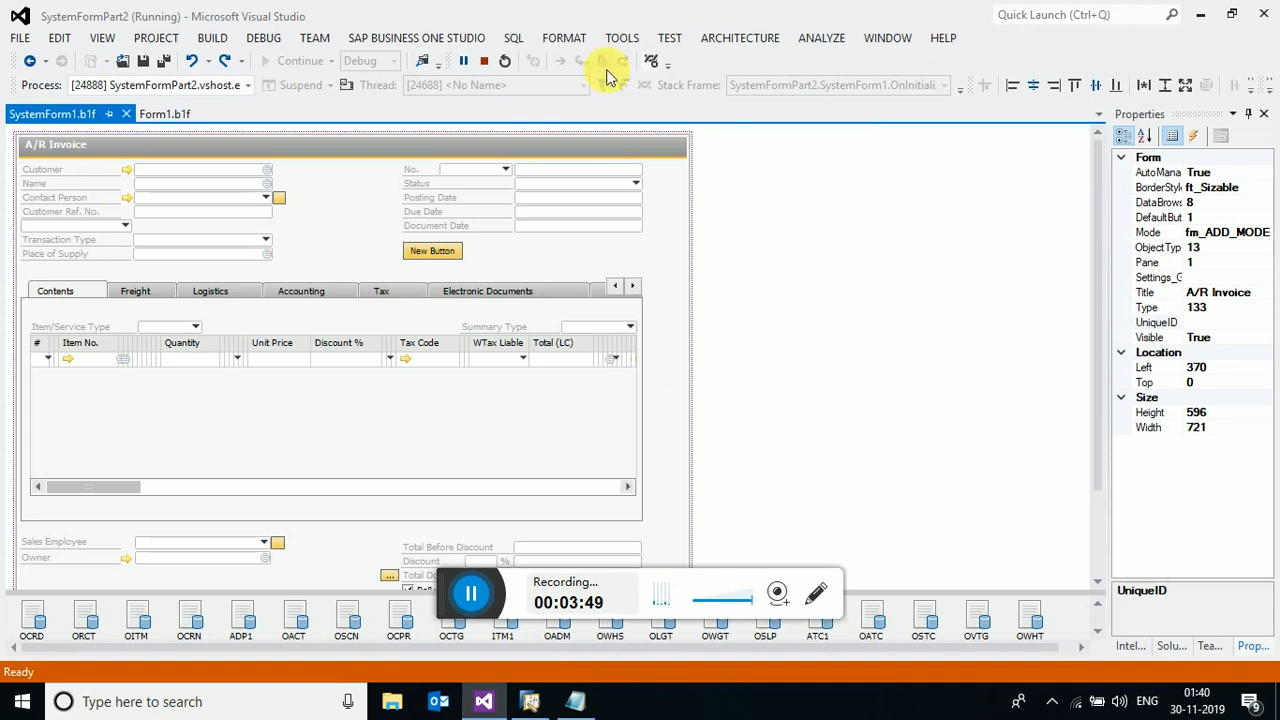 SystemFormPart2 (Running) - Microsoft Visual Studio
Quick Launch (Ctrl+Q)
FILE EDIT VIEW PROJECT BUILD DEBUG TEAM SAP BUSINESS ONE STUDIO SQL FORMAT TOOLS TEST ARCHITECTURE ANALYZE WINDOW HELP
Continue Debug
Process: [24888] SystemFormPart2.vshost.e Suspend Thread: [24688] <No Name> Stack Frame: SystemFormPart2.SystemForm1.OnInitiali
SystemForm1.b1f Form1.b1f
Properties
A/R Invoice
Customer
Name
Contact Person
Customer Ref. No.
Transaction Type
Place of Supply
No.
Status
Posting Date
Due Date
Document Date
New Button
Contents Freight Logistics Accounting Tax Electronic Documents
Item/Service Type Summary Type
# Item No. Quantity Unit Price Discount % Tax Code WTax Liable Total (LC)
Sales Employee
Owner
Total Before Discount
Discount %
...
Form
AutoMana True
BorderStyle ft_Sizable
DataBrows 8
DefaultBut 1
Mode fm_ADD_MODE
ObjectTyp 13
Pane 1
Settings_G
Title A/R Invoice
Type 133
UniqueID
Visible True
Location
Left 370
Top 0
Size
Height 596
Width 721
UniqueID
Recording...
00:03:49
OCRD ORCT OITM OCRN ADP1 OACT OSCN OCPR OCTG ITM1 OADM OWHS OLGT OWGT OSLP ATC1 OATC OSTC OVTG OWHT
Intel... Solu... Tea... Prop...
Ready
Type here to search
ENG
01:40
30-11-2019